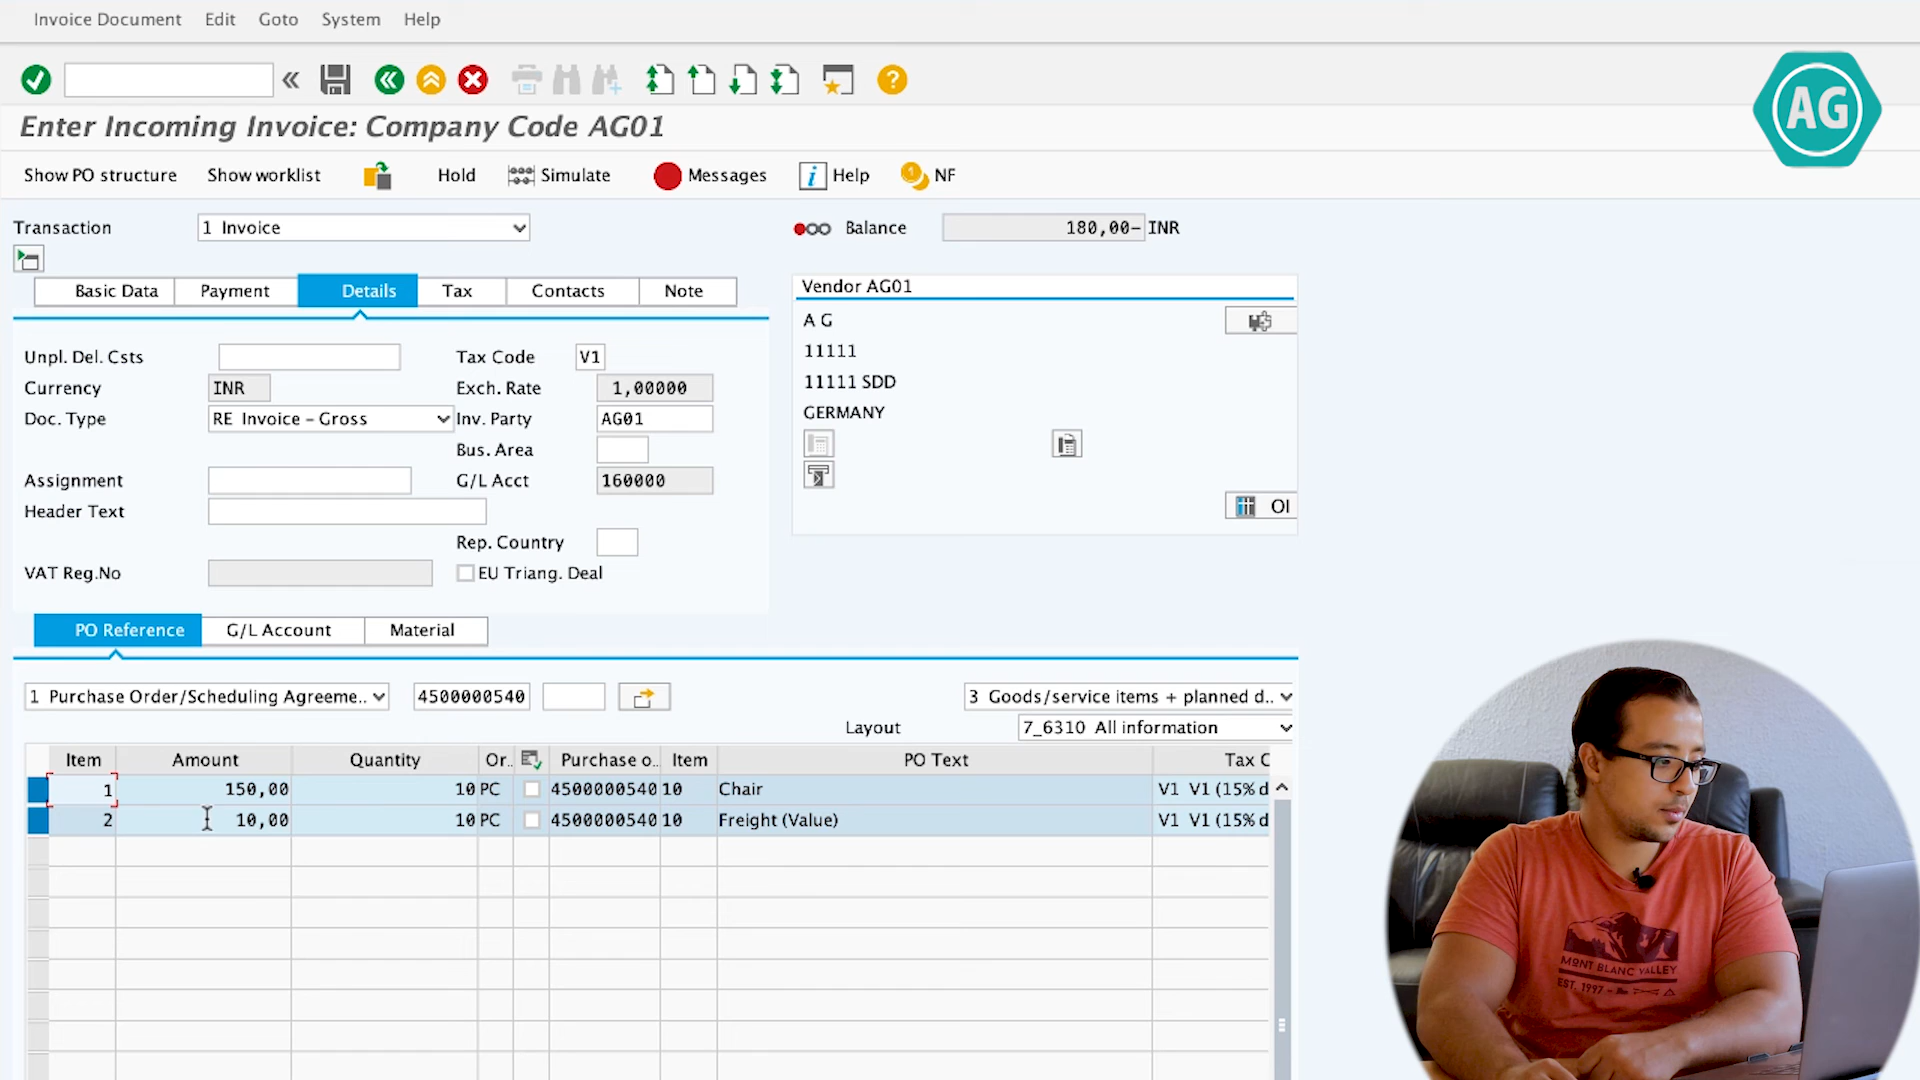 Invoice Document Edit Goto System Help
AG
Enter Incoming Invoice: Company Code AG01
Show PO structure Show worklist Hold Simulate Messages i Help NF
Transaction 1 Invoice Balance 180,00- INR
Basic Data Payment Details Tax Contacts Note
Vendor AG01
A G
11111
11111 SDD
GERMANY
OI
Unpl. Del. Csts Tax Code V1
Currency INR Exch. Rate 1,00000
Doc. Type RE Invoice - Gross Inv. Party AG01
Bus. Area
Assignment G/L Acct 160000
Header Text
Rep. Country
VAT Reg.No EU Triang. Deal
PO Reference G/L Account Material
1 Purchase Order/Scheduling Agreeme.. 4500000540 3 Goods/service items + planned d..
Layout 7_6310 All information
Item Amount Quantity Or.. Purchase o.. Item PO Text Tax C
1 150,00 10 PC 4500000540 10 Chair V1 V1 (15% d
2 10,00 10 PC 4500000540 10 Freight (Value) V1 V1 (15% d
MONT BLANC VALLEY
EST. 1997